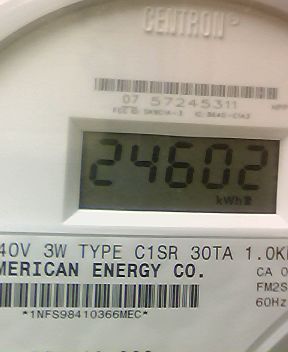 CENTRON
07 57245311
24602
kWh
40V 3W TYPE C1SR 30TA 1.0K
MERICAN ENERGY CO.
CA 0
FM2S
60Hz
*1NFS98410366MEC*